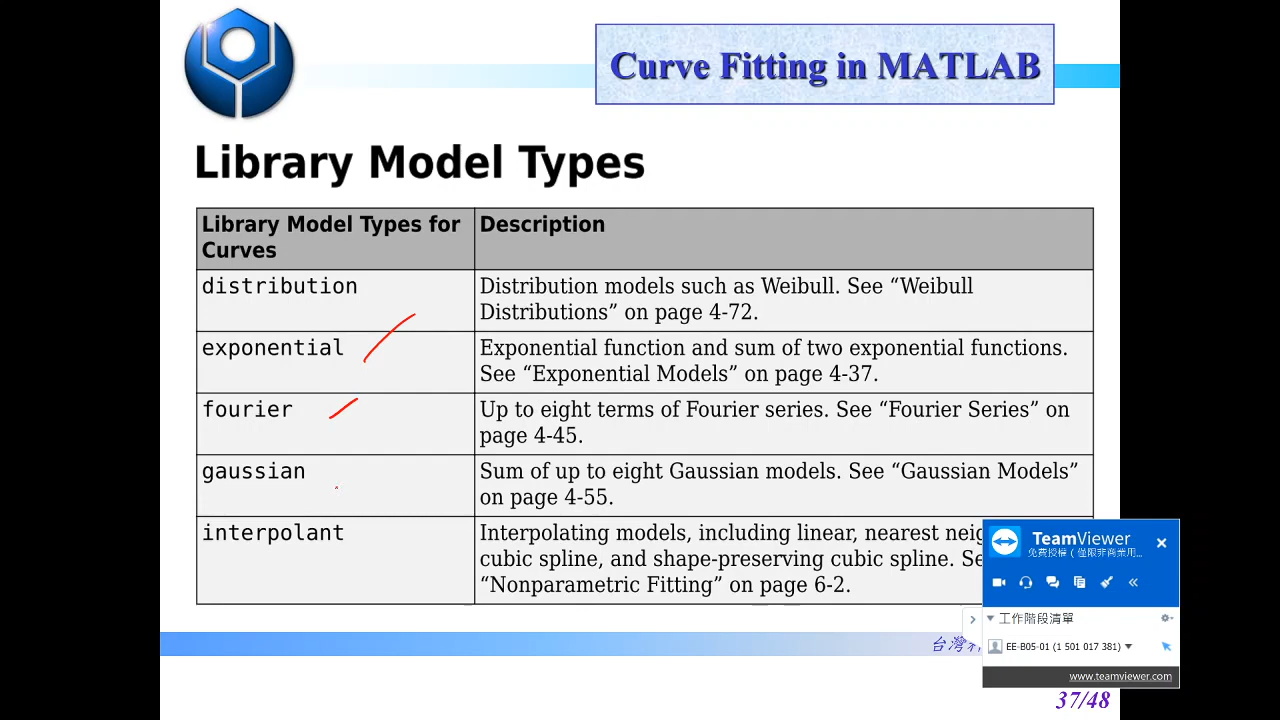 Curve Fitting in MATLAB
Library Model Types
Library Model Types for
Curves
Description
distribution
Distribution models such as Weibull. See “Weibull
Distributions” on page 4-72.
exponential
Exponential function and sum of two exponential functions.
See “Exponential Models” on page 4-37.
fourier
Up to eight terms of Fourier series. See “Fourier Series” on
page 4-45.
gaussian
Sum of up to eight Gaussian models. See “Gaussian Models”
on page 4-55.
interpolant
Interpolating models, including linear, nearest
cubic spline, and shape-preserving cubic spline.
“Nonparametric Fitting” on page 6-2.
TeamViewer
免費授權（僅限非商業用...
工作階段清單
EE-B05-01 (1 501 017 381)
www.teamviewer.com
台灣
37/48